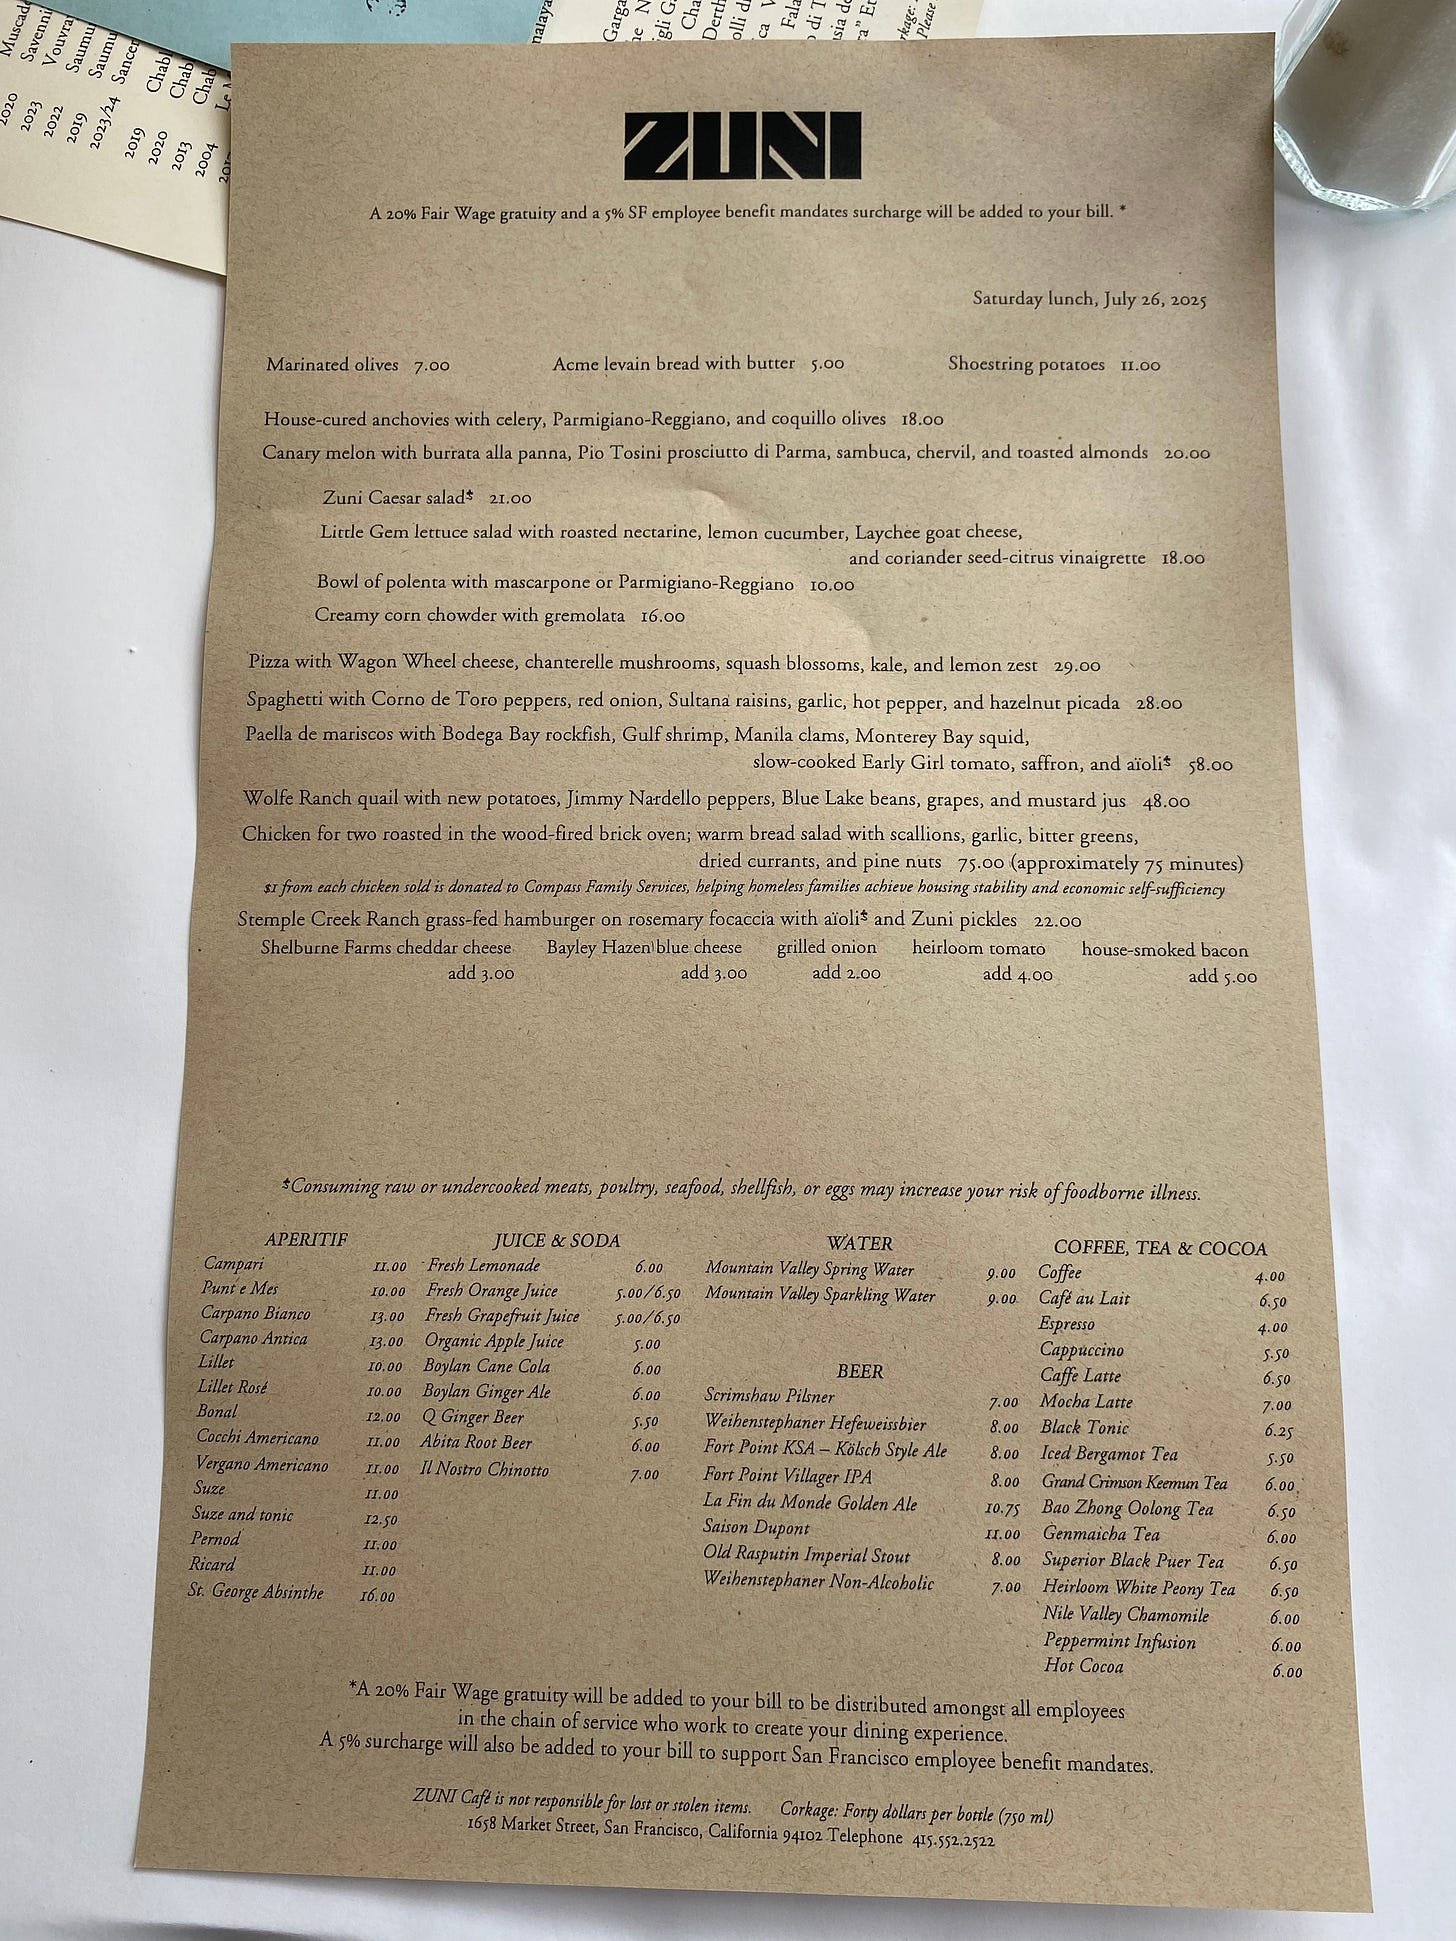 Muscad
Savenni
Vouvra
Saumu
Saumu
Sancer
Chabl
Chabl
Chab
2020
2023
2022
2019
2023/24
2019
2020
2013
2004
malaya
Garga
ZUNI
A 20% Fair Wage gratuity and a 5% SF employee benefit mandates surcharge will be added to your bill. *
Saturday lunch, July 26, 2025
Marinated olives 7.00 Acme levain bread with butter 5.00 Shoestring potatoes 11.00
House-cured anchovies with celery, Parmigiano-Reggiano, and coquillo olives 18.00
Canary melon with burrata alla panna, Pio Tosini prosciutto di Parma, sambuca, chervil, and toasted almonds 20.00
Zuni Caesar salad‡ 21.00
Little Gem lettuce salad with roasted nectarine, lemon cucumber, Laychee goat cheese,
and coriander seed-citrus vinaigrette 18.00
Bowl of polenta with mascarpone or Parmigiano-Reggiano 10.00
Creamy corn chowder with gremolata 16.00
Pizza with Wagon Wheel cheese, chanterelle mushrooms, squash blossoms, kale, and lemon zest 29.00
Spaghetti with Corno de Toro peppers, red onion, Sultana raisins, garlic, hot pepper, and hazelnut picada 28.00
Paella de mariscos with Bodega Bay rockfish, Gulf shrimp, Manila clams, Monterey Bay squid,
slow-cooked Early Girl tomato, saffron, and aïoli‡ 58.00
Wolfe Ranch quail with new potatoes, Jimmy Nardello peppers, Blue Lake beans, grapes, and mustard jus 48.00
Chicken for two roasted in the wood-fired brick oven; warm bread salad with scallions, garlic, bitter greens,
dried currants, and pine nuts 75.00 (approximately 75 minutes)
$1 from each chicken sold is donated to Compass Family Services, helping homeless families achieve housing stability and economic self-sufficiency
Stemple Creek Ranch grass-fed hamburger on rosemary focaccia with aïoli‡ and Zuni pickles 22.00
Shelburne Farms cheddar cheese Bayley Hazen blue cheese grilled onion heirloom tomato house-smoked bacon
add 3.00 add 3.00 add 2.00 add 4.00 add 5.00
‡Consuming raw or undercooked meats, poultry, seafood, shellfish, or eggs may increase your risk of foodborne illness.
APERITIF
Campari 11.00
Punt e Mes 10.00
Carpano Bianco 13.00
Carpano Antica 13.00
Lillet 10.00
Lillet Rosé 10.00
Bonal 12.00
Cocchi Americano 11.00
Vergano Americano 11.00
Suze 11.00
Suze and tonic 12.50
Pernod 11.00
Ricard 11.00
St. George Absinthe 16.00
JUICE & SODA
Fresh Lemonade 6.00
Fresh Orange Juice 5.00/6.50
Fresh Grapefruit Juice 5.00/6.50
Organic Apple Juice 5.00
Boylan Cane Cola 6.00
Boylan Ginger Ale 6.00
Q Ginger Beer 5.50
Abita Root Beer 6.00
Il Nostro Chinotto 7.00
WATER
Mountain Valley Spring Water 9.00
Mountain Valley Sparkling Water 9.00
BEER
Scrimshaw Pilsner 7.00
Weihenstephaner Hefeweissbier 8.00
Fort Point KSA – Kölsch Style Ale 8.00
Fort Point Villager IPA 8.00
La Fin du Monde Golden Ale 10.75
Saison Dupont 11.00
Old Rasputin Imperial Stout 8.00
Weihenstephaner Non-Alcoholic 7.00
COFFEE, TEA & COCOA
Coffee 4.00
Café au Lait 6.50
Espresso 4.00
Cappuccino 5.50
Caffe Latte 6.50
Mocha Latte 7.00
Black Tonic 6.25
Iced Bergamot Tea 5.50
Grand Crimson Keemun Tea 6.00
Bao Zhong Oolong Tea 6.50
Genmaicha Tea 6.00
Superior Black Puer Tea 6.50
Heirloom White Peony Tea 6.50
Nile Valley Chamomile 6.00
Peppermint Infusion 6.00
Hot Cocoa 6.00
*A 20% Fair Wage gratuity will be added to your bill to be distributed amongst all employees
in the chain of service who work to create your dining experience.
A 5% surcharge will also be added to your bill to support San Francisco employee benefit mandates.
ZUNI Café is not responsible for lost or stolen items. Corkage: Forty dollars per bottle (750 ml)
1658 Market Street, San Francisco, California 94102 Telephone 415.552.2522